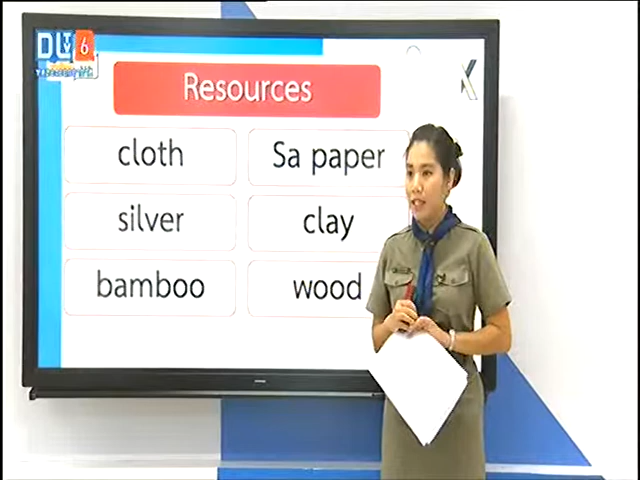 DLTV 6
Resources
cloth
Sa paper
silver
clay
bamboo
wood